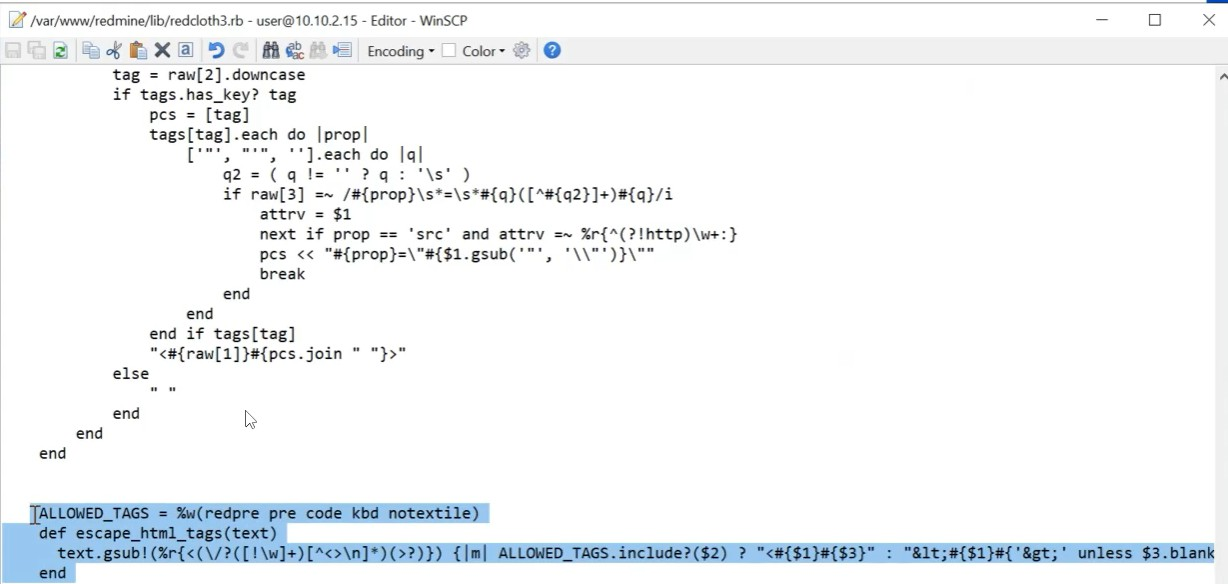 /var/www/redmine/lib/redcloth3.rb - user@10.10.2.15 - Editor - WinSCP
Encoding Color
tag = raw[2].downcase
if tags.has_key? tag
pcs = [tag]
tags[tag].each do |prop|
['"', "'", ''].each do |q|
q2 = ( q != '' ? q : '\s' )
if raw[3] =~ /#{prop}\s*=\s*#{q}([^#{q2}]+)#{q}/i
attrv = $1
next if prop == 'src' and attrv =~ %r{^(?!http)\w+:}
pcs << "#{prop}=\"#{$1.gsub('"', '\\"')}\""
break
end
end
end if tags[tag]
"<#{raw[1]}#{pcs.join " "}>"
else
" "
end
end
end
ALLOWED_TAGS = %w(redpre pre code kbd notextile)
def escape_html_tags(text)
text.gsub!(%r{<(\/?([!\w]+)[^<>\n]*)(>?)}) {|m| ALLOWED_TAGS.include?($2) ? "<#{$1}#{$3}" : "&lt;#{$1}#{'&gt;' unless $3.blank
end